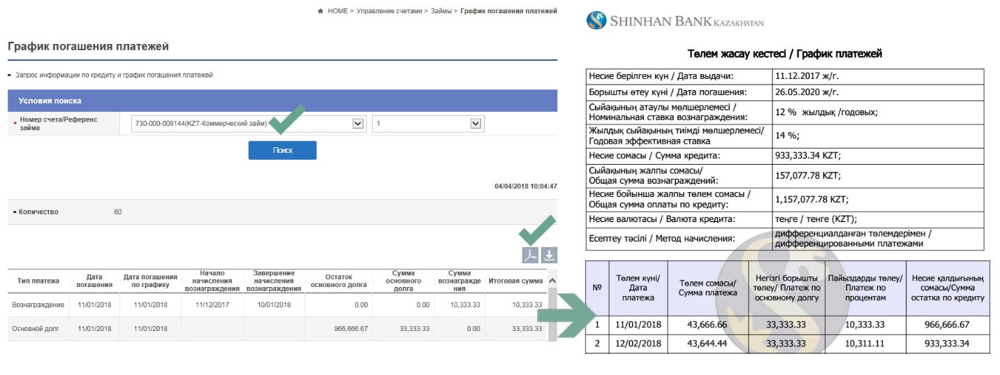 HOME > Управление счетами > Займы > График погашения платежей
График погашения платежей
Запрос информации по кредиту и график погашения платежей
Условия поиска
* Номер счета/Референс
займа
730-000-009144(KZT-Коммерческий займ)
1
Поиск
04/04/2018 10:04:47
Количество 60
Тип платежа
Дата
погашения
Дата погашения
по графику
Начало
начисления
вознаграждения
Завершение
начисления
вознаграждения
Остаток
основного долга
Сумма
основного
долга
Сумма
вознагражде
ния
Итоговая сумма
Вознаграждение 11/01/2018 11/01/2018 11/12/2017 10/01/2018 0.00 0.00 10,333.33 10,333.33
Основной долг 11/01/2018 11/01/2018 966,666.67 33,333.33 0.00 33,333.33
SHINHAN BANK KAZAKHSTAN
Төлем жасау кестесі / График платежей
Несие берілген күн / Дата выдачи: 11.12.2017 ж/г.
Борышты өтеу күні / Дата погашения: 26.05.2020 ж/г.
Сыйақының атаулы мөлшерлемесі /
Номинальная ставка вознаграждения:
12 % жылдық /годовых;
Жылдық сыйақының тиімді мөлшерлемесі/
Годовая эффективная ставка
14 %;
Несие сомасы / Сумма кредита: 933,333.34 KZT;
Сыйақының жалпы сомасы/
Общая сумма вознаграждений:
157,077.78 KZT;
Несие бойынша жалпы төлем сомасы /
Общая сумма оплаты по кредиту:
1,157,077.78 KZT;
Несие валютасы / Валюта кредита: теңге / тенге (KZT);
Есептеу тәсілі / Метод начисления:
дифференциалданған төлемдерімен /
дифференцированными платежами
№
Төлем күні/
Дата
платежа
Төлем сомасы/
Сумма платежа
Негізгі борышты
төлеу/ Платеж по
основному долгу
Пайыздарды төлеу/
Платеж по
процентам
Несие қалдығының
сомасы/Сумма
остатка по кредиту
1 11/01/2018 43,666.66 33,333.33 10,333.33 966,666.67
2 12/02/2018 43,644.44 33,333.33 10,311.11 933,333.34